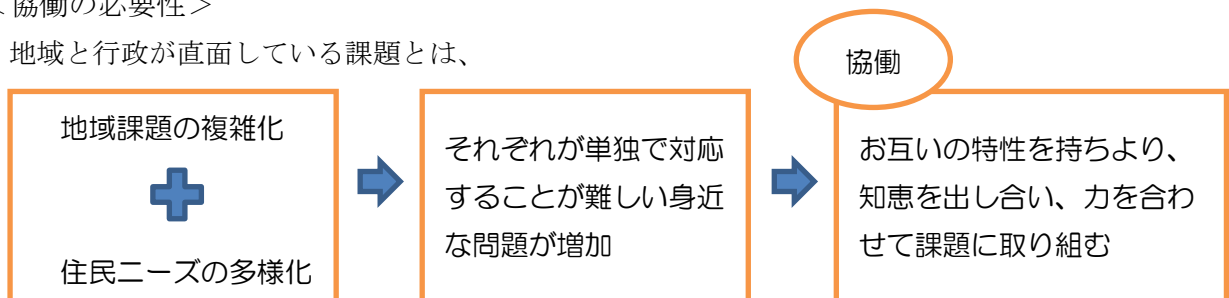 ＜協働の必要性＞
地域と行政が直面している課題とは、
協働
地域課題の複雑化
住民ニーズの多様化
それぞれが単独で対応
することが難しい身近
な問題が増加
お互いの特性を持ちより、
知恵を出し合い、力を合わ
せて課題に取り組む